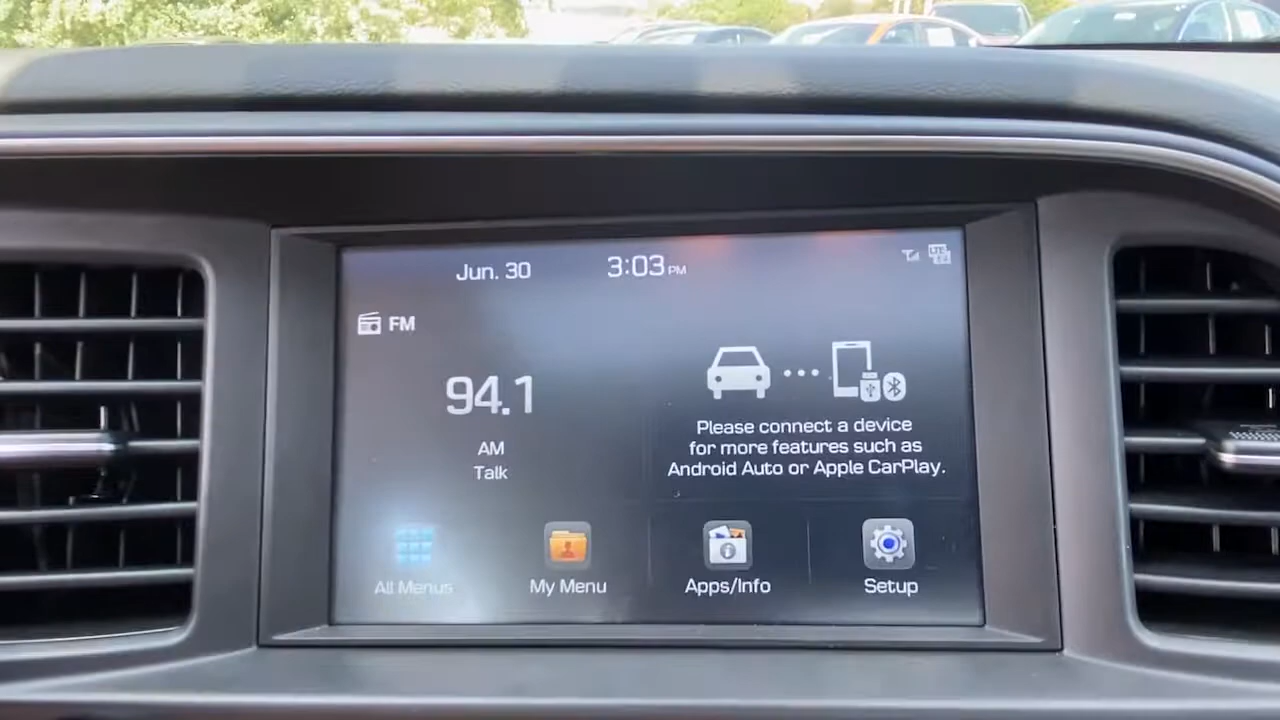 Jun. 30
3:03 PM
LTE
FM
94.1
AM
Talk
Please connect a device
for more features such as
Android Auto or Apple CarPlay.
All Menus
My Menu
Apps/Info
Setup